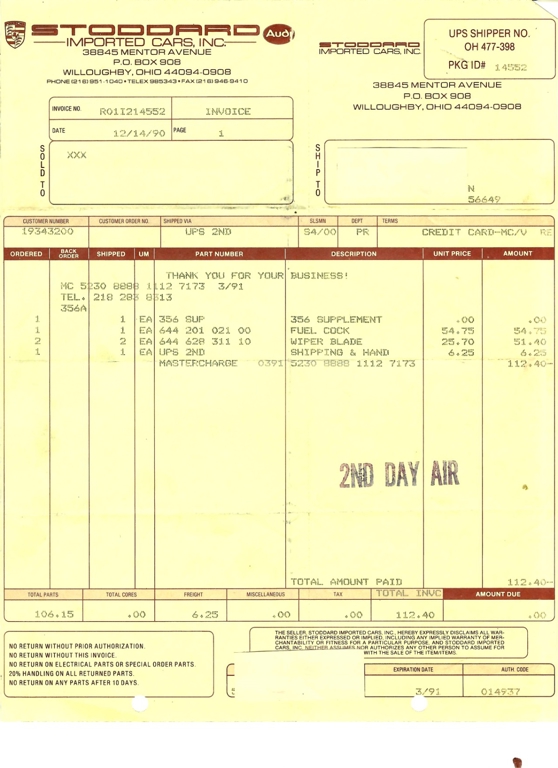 STODDARD
IMPORTED CARS, INC.
Audi
38845 MENTOR AVENUE
P.O. BOX 908
WILLOUGHBY, OHIO 44094-0908
PHONE (216) 951-1040 • TELEX 985343 • FAX (216) 946-9410
STODDARD
IMPORTED CARS, INC.
UPS SHIPPER NO.
OH 477-398
PKG ID# 14552
38845 MENTOR AVENUE
P.O. BOX 908
WILLOUGHBY, OHIO 44094-0908
INVOICE NO. R01I214552 INVOICE
DATE 12/14/90 PAGE 1
SOLD TO
XXX
SHIP TO
N
56649
CUSTOMER NUMBER CUSTOMER ORDER NO. SHIPPED VIA SLSMN DEPT TERMS
19343200 UPS 2ND S4/00 PR CREDIT CARD-MC/V RE
ORDERED BACK ORDER SHIPPED UM PART NUMBER DESCRIPTION UNIT PRICE AMOUNT
THANK YOU FOR YOUR BUSINESS!
MC 5230 8888 1112 7173 3/91
TEL. 218 283 8513
356A
1 1 EA 356 SUP 356 SUPPLEMENT .00 .00
1 1 EA 644 201 021 00 FUEL COCK 54.75 54.75
2 2 EA 644 628 311 10 WIPER BLADE 25.70 51.40
1 1 EA UPS 2ND SHIPPING & HAND 6.25 6.25
MASTERCHARGE 0391 5230 8888 1112 7173 112.40-
2ND DAY AIR
TOTAL AMOUNT PAID 112.40-
TOTAL PARTS TOTAL CORES FREIGHT MISCELLANEOUS TAX TOTAL INVC AMOUNT DUE
106.15 .00 6.25 .00 .00 112.40 .00
NO RETURN WITHOUT PRIOR AUTHORIZATION.
NO RETURN WITHOUT THIS INVOICE.
NO RETURN ON ELECTRICAL PARTS OR SPECIAL ORDER PARTS.
20% HANDLING ON ALL RETURNED PARTS.
NO RETURN ON ANY PARTS AFTER 10 DAYS.
THE SELLER, STODDARD IMPORTED CARS, INC., HEREBY EXPRESSLY DISCLAIMS ALL WAR-
RANTIES EITHER EXPRESSED OR IMPLIED, INCLUDING ANY IMPLIED WARRANTY OF MER-
CHANTABILITY OR FITNESS FOR A PARTICULAR PURPOSE, AND STODDARD IMPORTED
CARS, INC. NEITHER ASSUMES NOR AUTHORIZES ANY OTHER PERSON TO ASSUME FOR
WITH THE SALE OF THE ITEM/ITEMS.
EXPIRATION DATE AUTH. CODE
3/91 014937